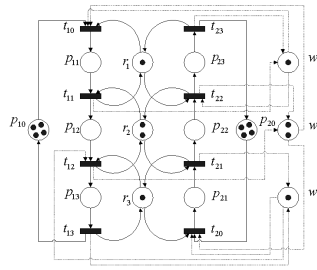 t10 t23
p11 r1 p23 w
t11 t22
p10 p12 r2 p22 p20 w
t12 t21
p13 r3 p21 w
t13 t20